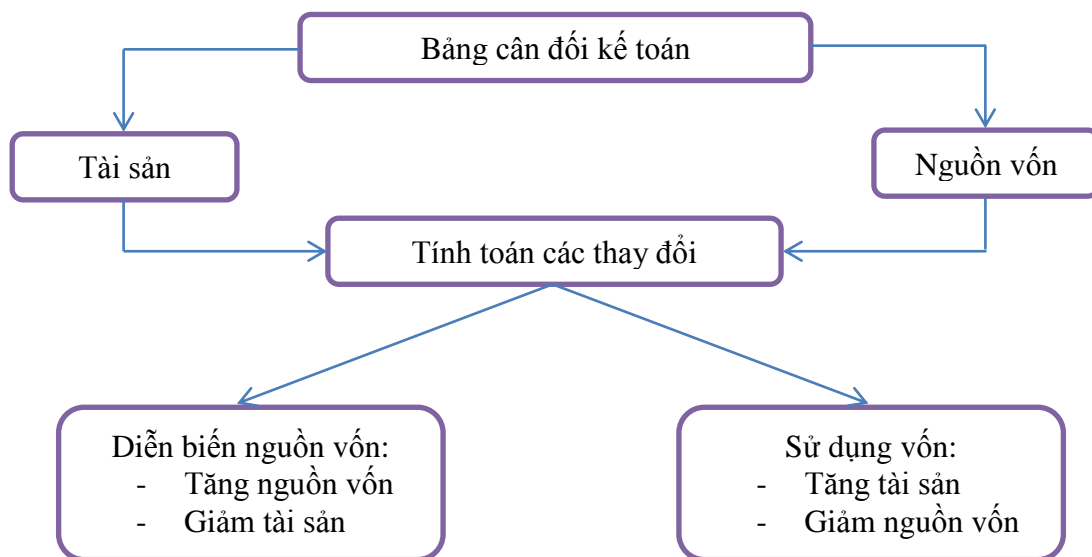 Bảng cân đối kế toán
Tài sản
Nguồn vốn
Tính toán các thay đổi
Diễn biến nguồn vốn:
- Tăng nguồn vốn
- Giảm tài sản
Sử dụng vốn:
- Tăng tài sản
- Giảm nguồn vốn